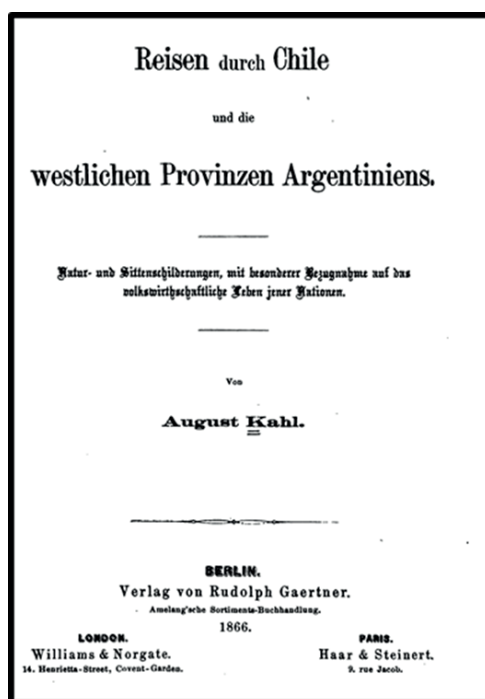 Reisen durch Chile
und die
westlichen Provinzen Argentiniens.
Natur- und Sittenschilderungen, mit besonderer Bezugnahme auf das
volkswirthschaftliche Leben jener Nationen.
Von
August Kahl.
BERLIN.
Verlag von Rudolph Gaertner.
Amelang'sche Sortiments-Buchhandlung.
1866.
LONDON.
Williams & Norgate.
14. Henrietta-Street, Covent-Garden.
PARIS.
Haar & Steinert.
9. rue Jacob.